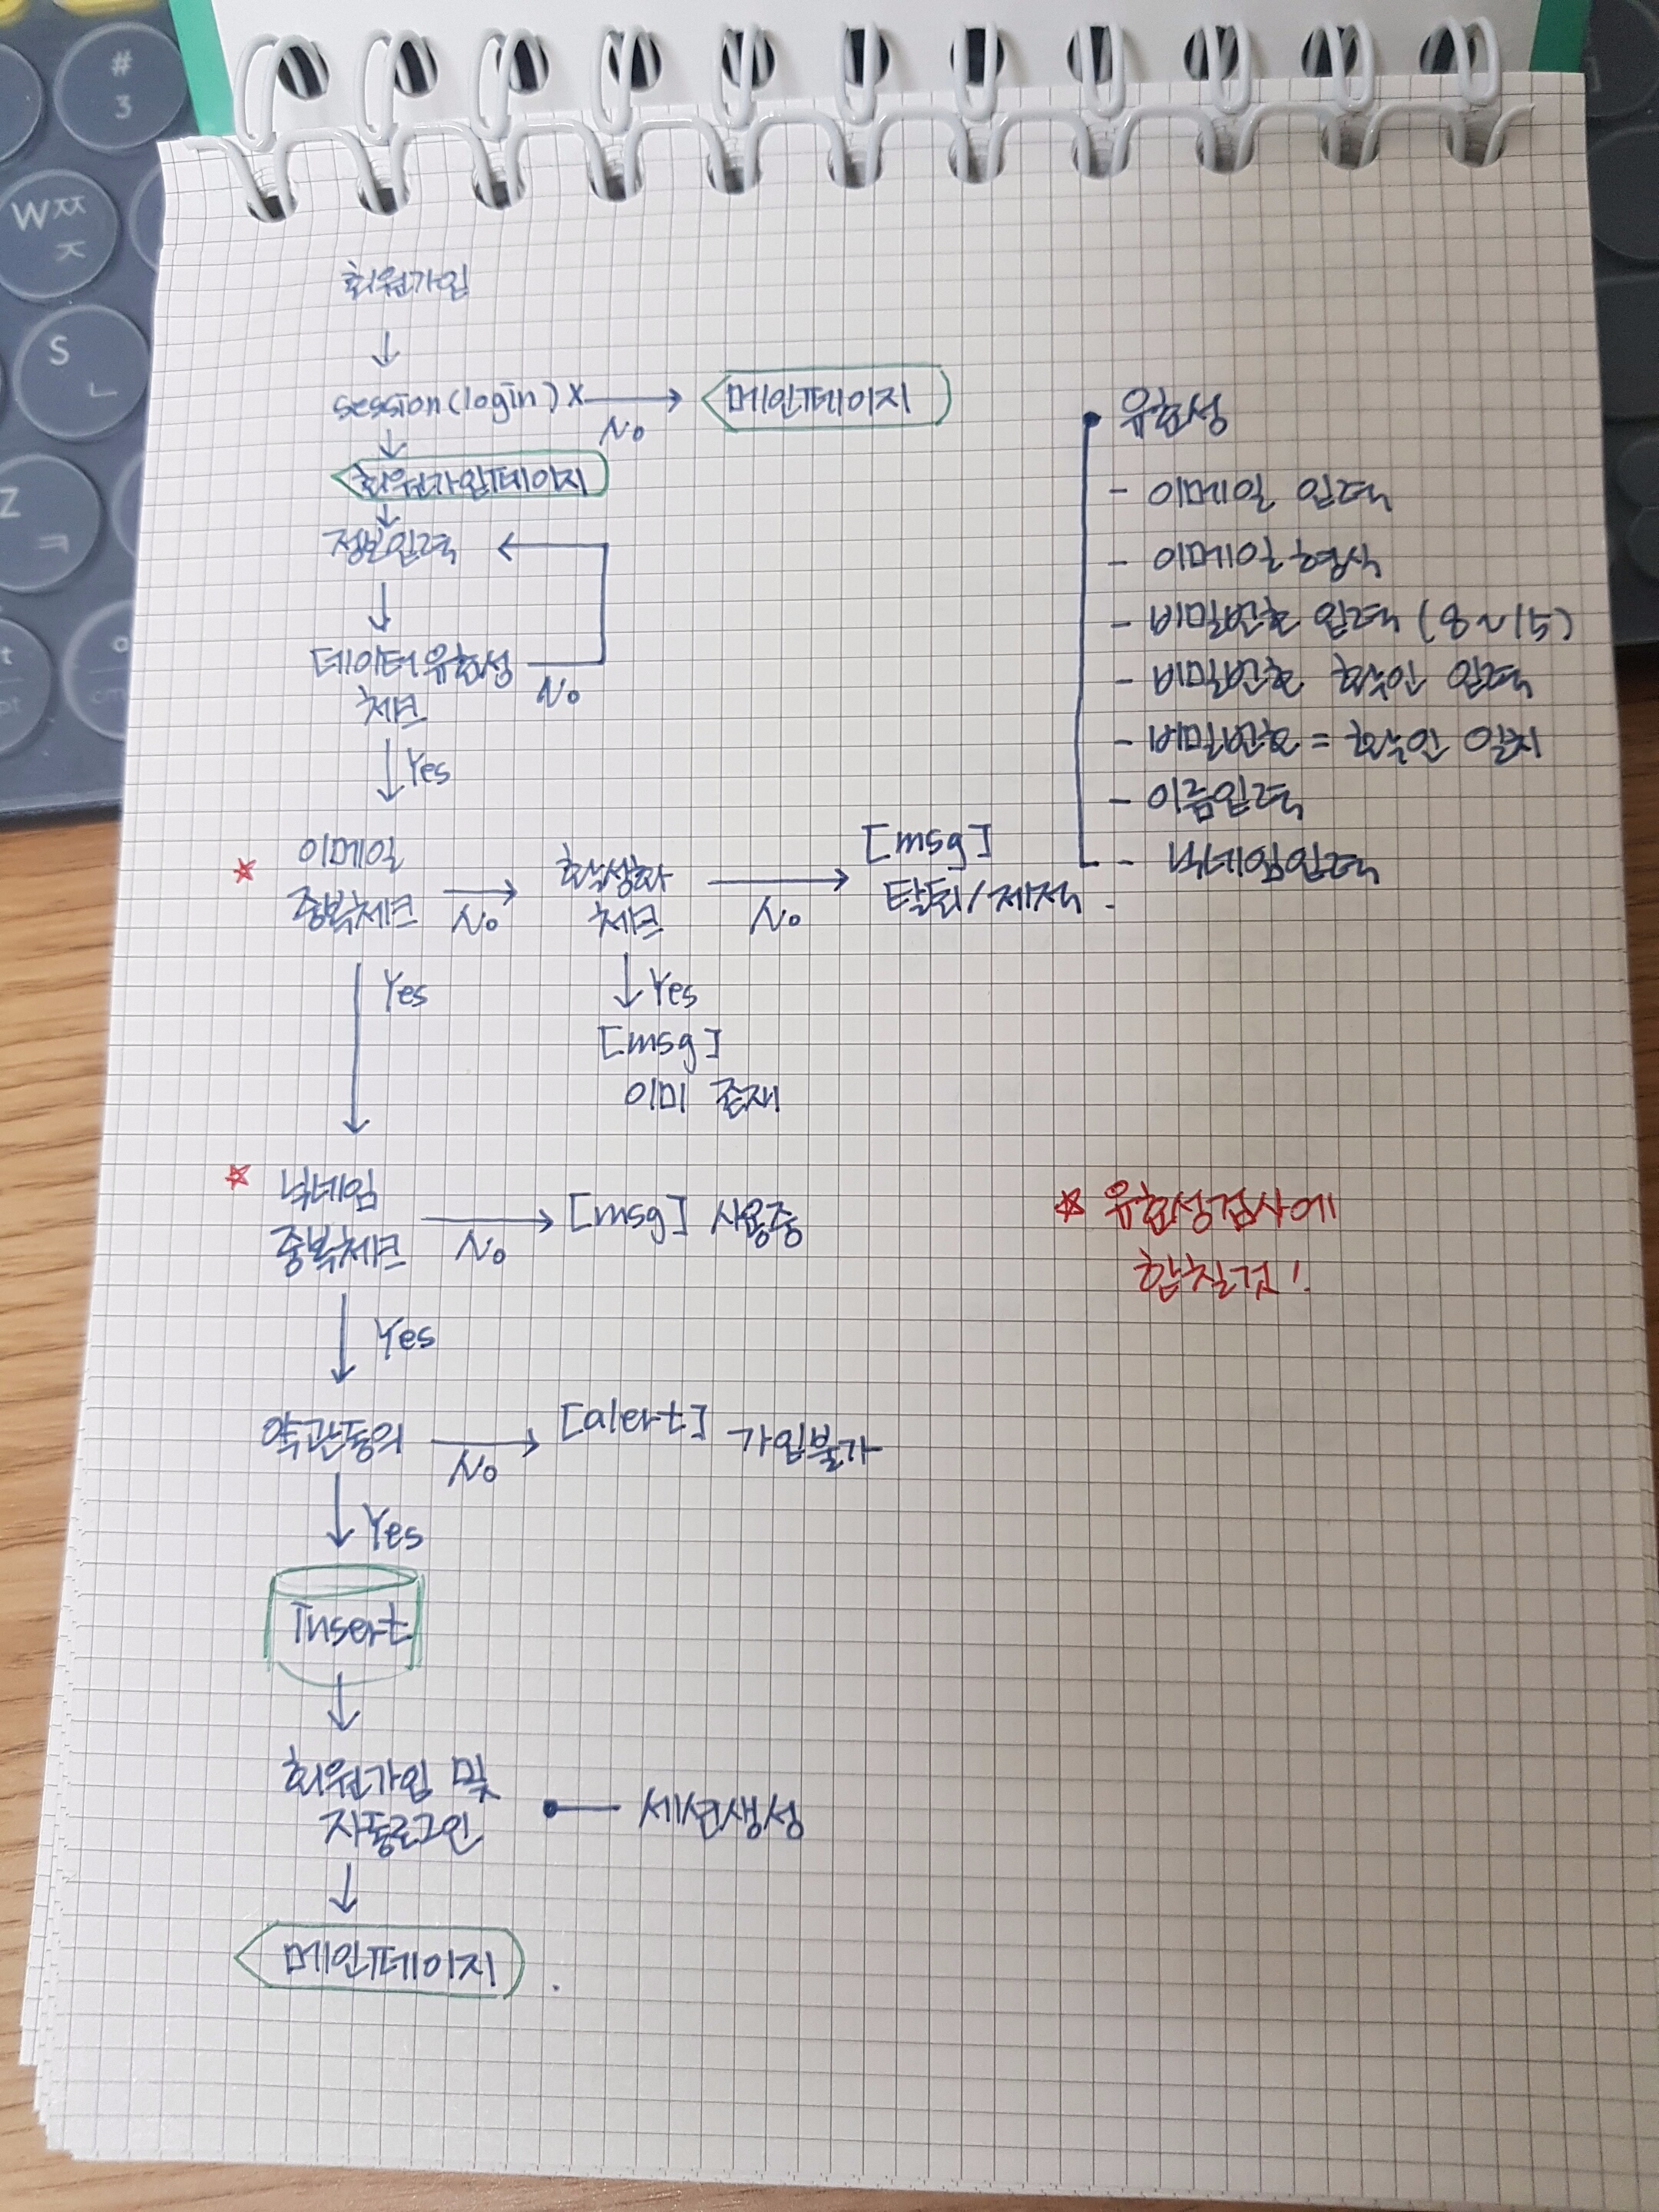 회원가입
session(login) X
No
메인페이지
회원가입페이지
정보입력
데이터 유효성
체크
No
Yes
이메일
중복체크
No
활성화
체크
No
[msg]
탈퇴/제적.
Yes
Yes
[msg]
이미 존재
닉네임
중복체크
No
[msg] 사용중
Yes
약관동의
No
[alert] 가입불가
Yes
Insert
회원가입 및
자동로그인
세션생성
메인페이지
유효성
- 이메일 입력
- 이메일 형식
- 비밀번호 입력 (8~15)
- 비밀번호 확인 입력
- 비밀번호 = 확인 일치
- 이름입력
- 닉네임입력
유효성검사에
합칠것!
# 
3
W ㅉ
ㅈ
S
ㄴ
Z
ㅋ